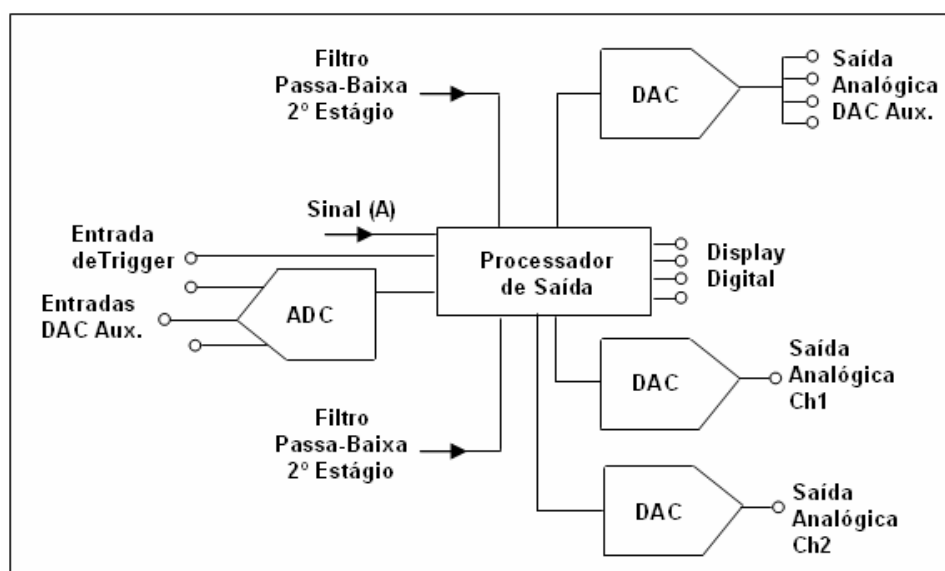 Filtro
Passa-Baixa
2º Estágio
DAC
Saída
Analógica
DAC Aux.
Sinal (A)
Entrada
deTrigger
Entradas
DAC Aux.
ADC
Processador
de Saída
Display
Digital
DAC
Saída
Analógica
Ch1
Filtro
Passa-Baixa
2º Estágio
DAC
Saída
Analógica
Ch2